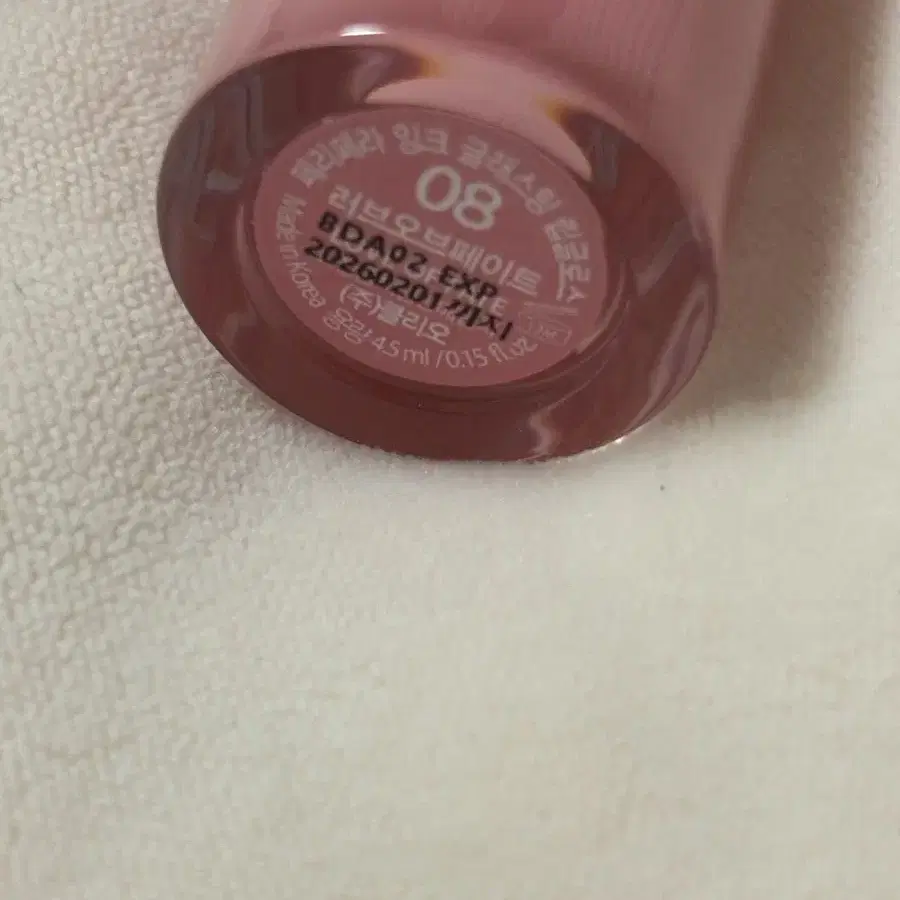 페리페라 잉크 글래스팅 립글로스
08
리브오브페이트
8DA02 EXP
20260201까지
(주)클리오
용량 4.5 ml / 0.15 fl.oz
Made in Korea